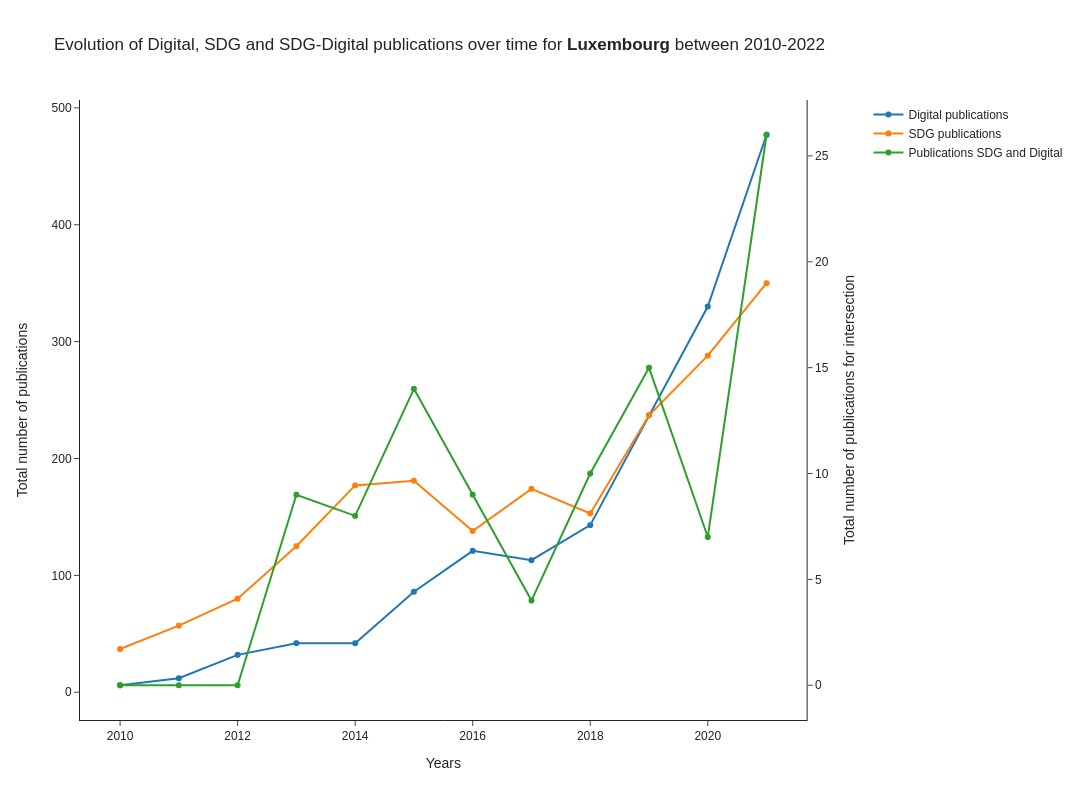 Evolution of Digital, SDG and SDG-Digital publications over time for Luxembourg between 2010-2022
Digital publications
SDG publications
Publications SDG and Digital
Total number of publications
500
400
300
200
100
0
25
20
15
10
5
0
Total number of publications for intersection
2010
2012
2014
2016
2018
2020
Years